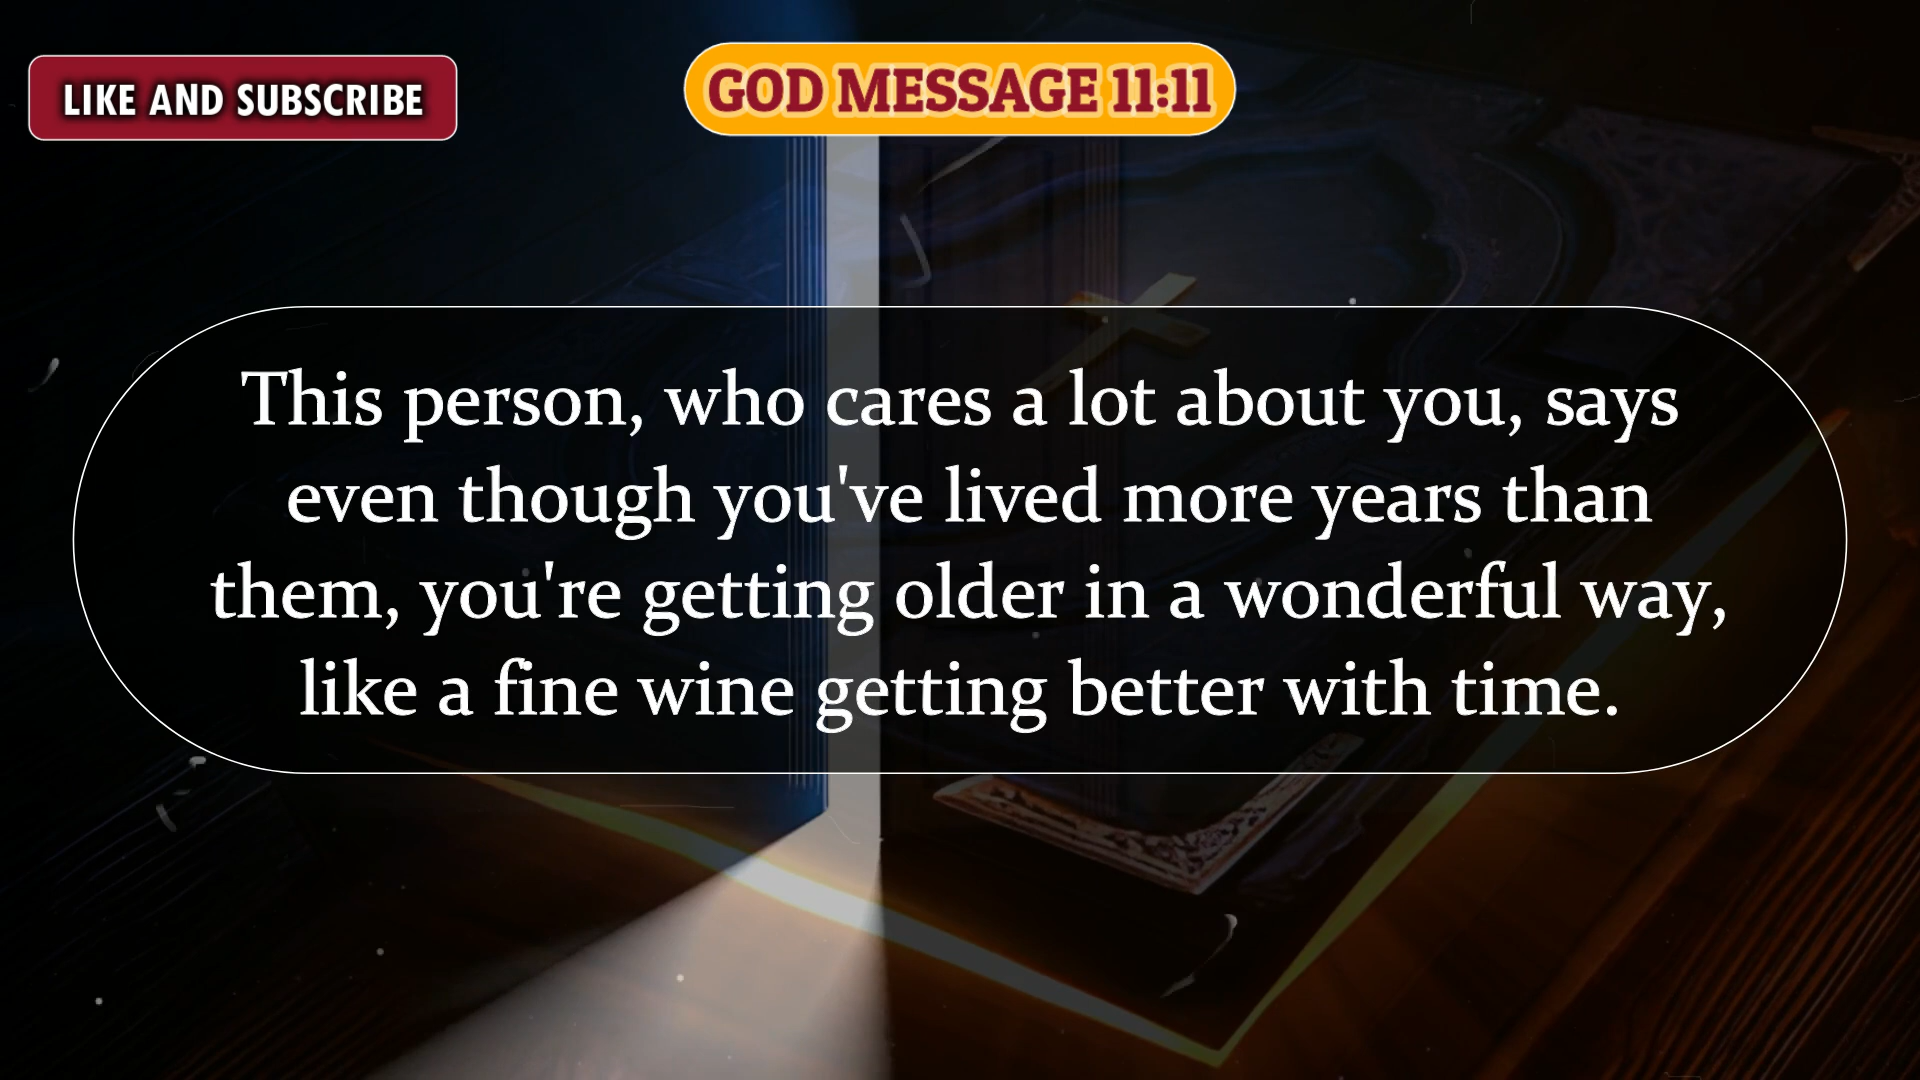 LIKE AND SUBSCRIBE
GOD MESSAGE 11:11
This person, who cares a lot about you, says
even though you've lived more years than
them, you're getting older in a wonderful way,
like a fine wine getting better with time.